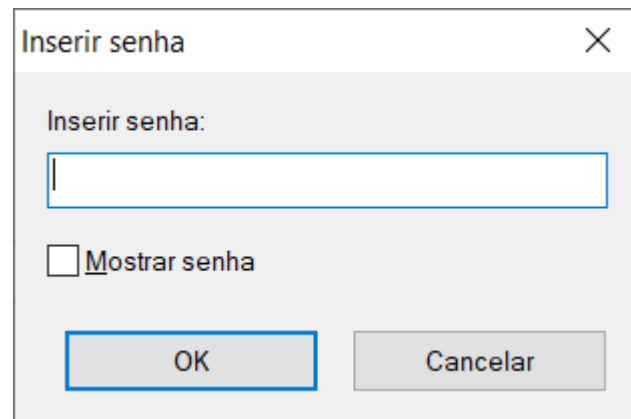 Inserir senha
Inserir senha:
Mostrar senha
OK
Cancelar